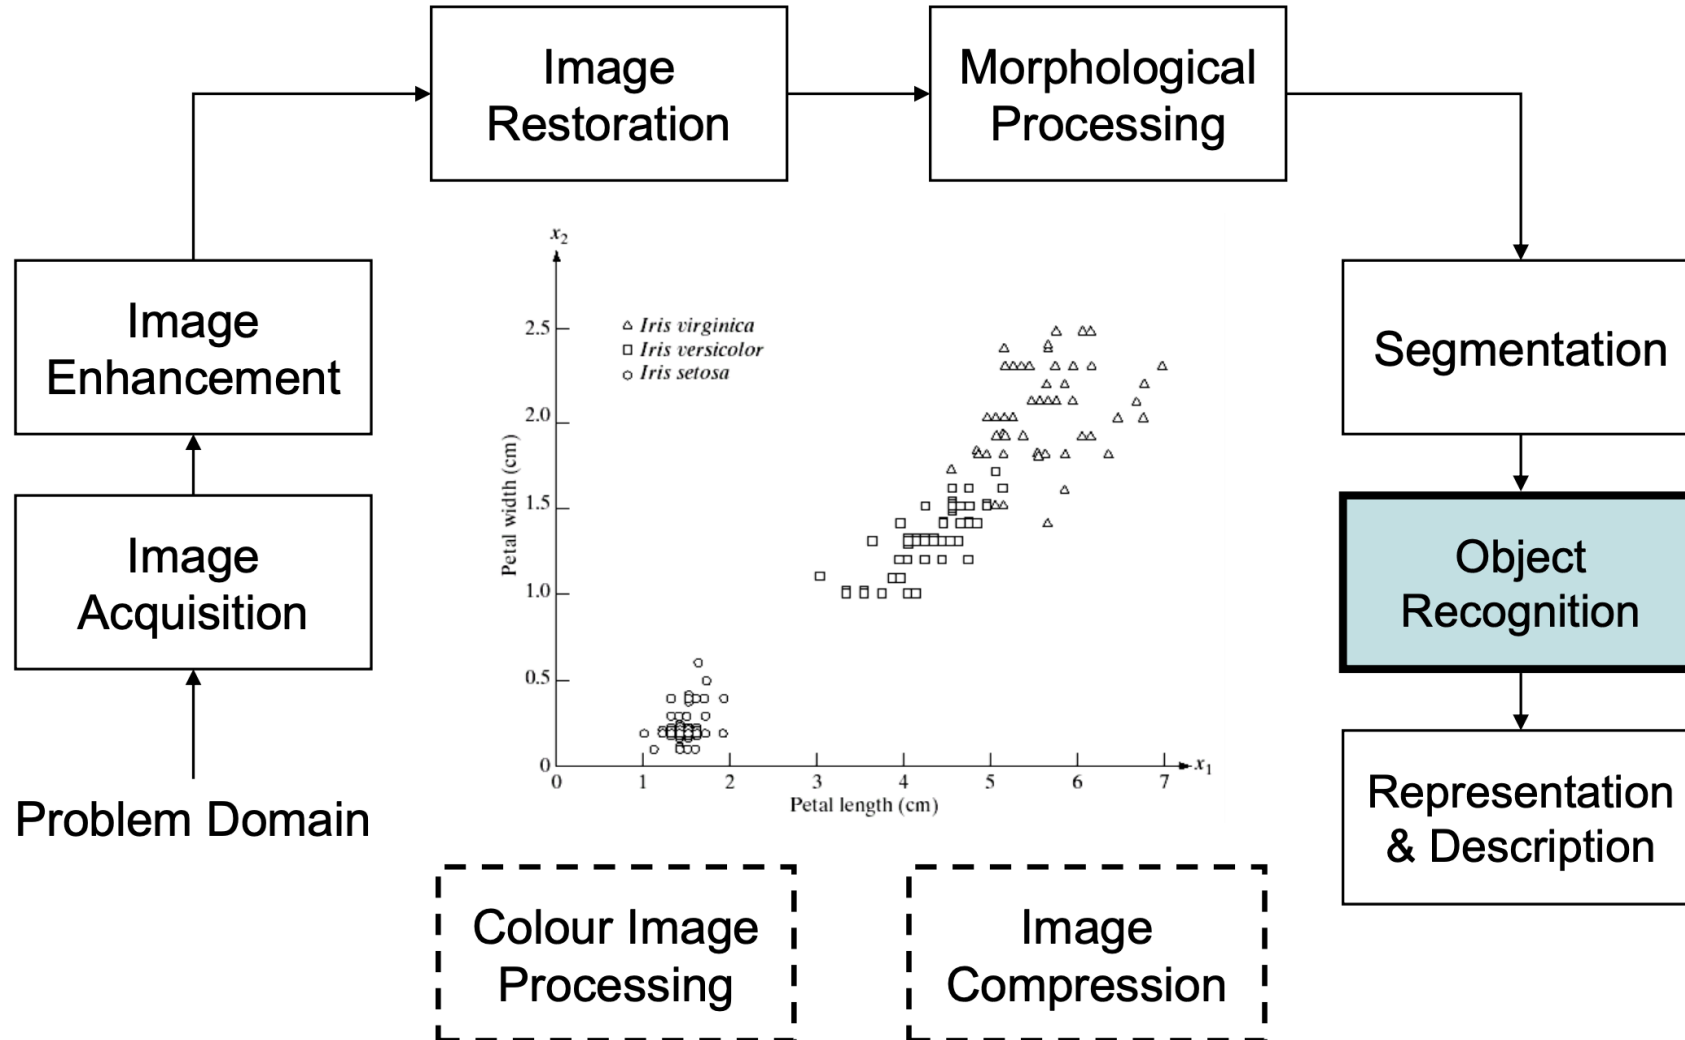 Image
Restoration
Morphological
Processing
Image
Enhancement
Segmentation
Image
Acquisition
Object
Recognition
Problem Domain
Representation
& Description
x2
2.5
2.0
1.5
1.0
0.5
0
Petal width (cm)
Iris virginica
Iris versicolor
Iris setosa
0 1 2 3 4 5 6 7
x1
Petal length (cm)
Colour Image
Processing
Image
Compression